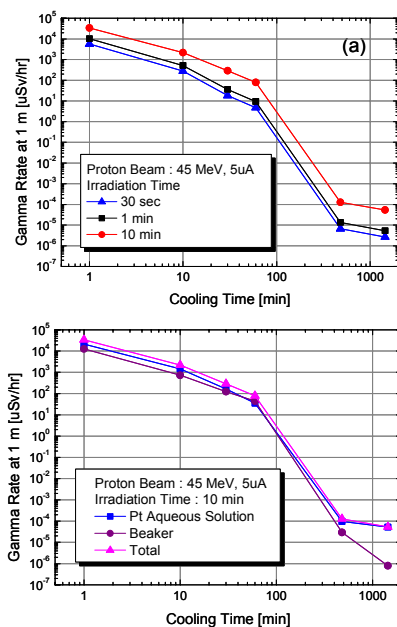 (a)
Gamma Rtate at 1 m [uSv/hr]
10^5
10^4
10^3
10^2
10^1
10^0
10^-1
10^-2
10^-3
10^-4
10^-5
10^-6
10^-7
Proton Beam : 45 MeV, 5uA
Irradiation Time
30 sec
1 min
10 min
1
10
100
1000
Cooling Time [min]
Gamma Rate at 1 m [uSv/hr]
10^5
10^4
10^3
10^2
10^1
10^0
10^-1
10^-2
10^-3
10^-4
10^-5
10^-6
10^-7
Proton Beam : 45 MeV, 5uA
Irradiation Time : 10 min
Pt Aqueous Solution
Beaker
Total
1
10
100
1000
Cooling Time [min]